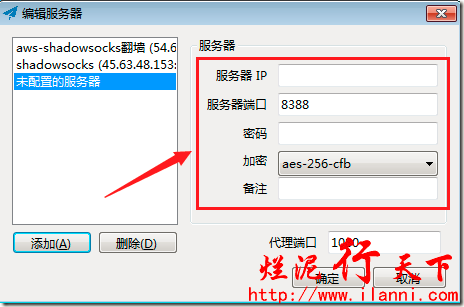 编辑服务器
aws-shadowsocks翻墙 (54.6
shadowsocks (45.63.48.153:
未配置的服务器
添加(A)
删除(D)
服务器
服务器 IP
服务器端口
8388
密码
加密
aes-256-cfb
备注
代理端口
确定
取消
烂泥行天下
http://www.ilanni.com